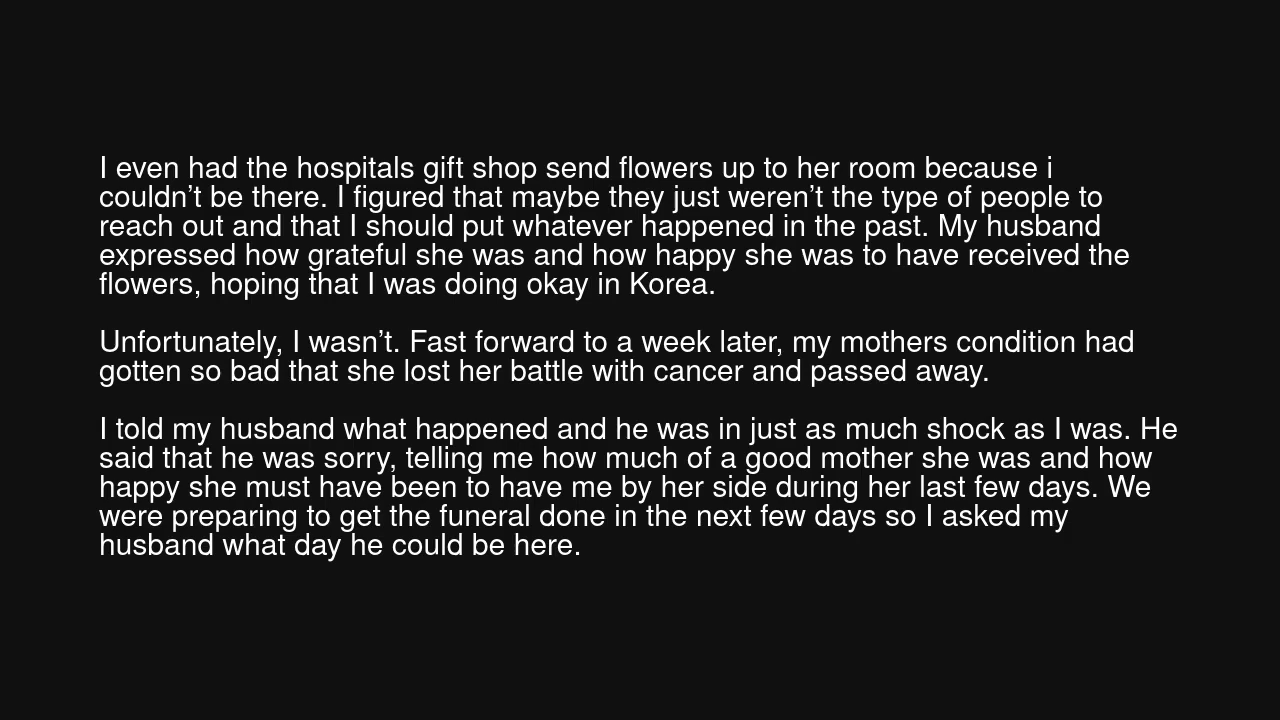 I even had the hospitals gift shop send flowers up to her room because i
couldn’t be there. I figured that maybe they just weren’t the type of people to
reach out and that I should put whatever happened in the past. My husband
expressed how grateful she was and how happy she was to have received the
flowers, hoping that I was doing okay in Korea.
Unfortunately, I wasn’t. Fast forward to a week later, my mothers condition had
gotten so bad that she lost her battle with cancer and passed away.
I told my husband what happened and he was in just as much shock as I was. He
said that he was sorry, telling me how much of a good mother she was and how
happy she must have been to have me by her side during her last few days. We
were preparing to get the funeral done in the next few days so I asked my
husband what day he could be here.